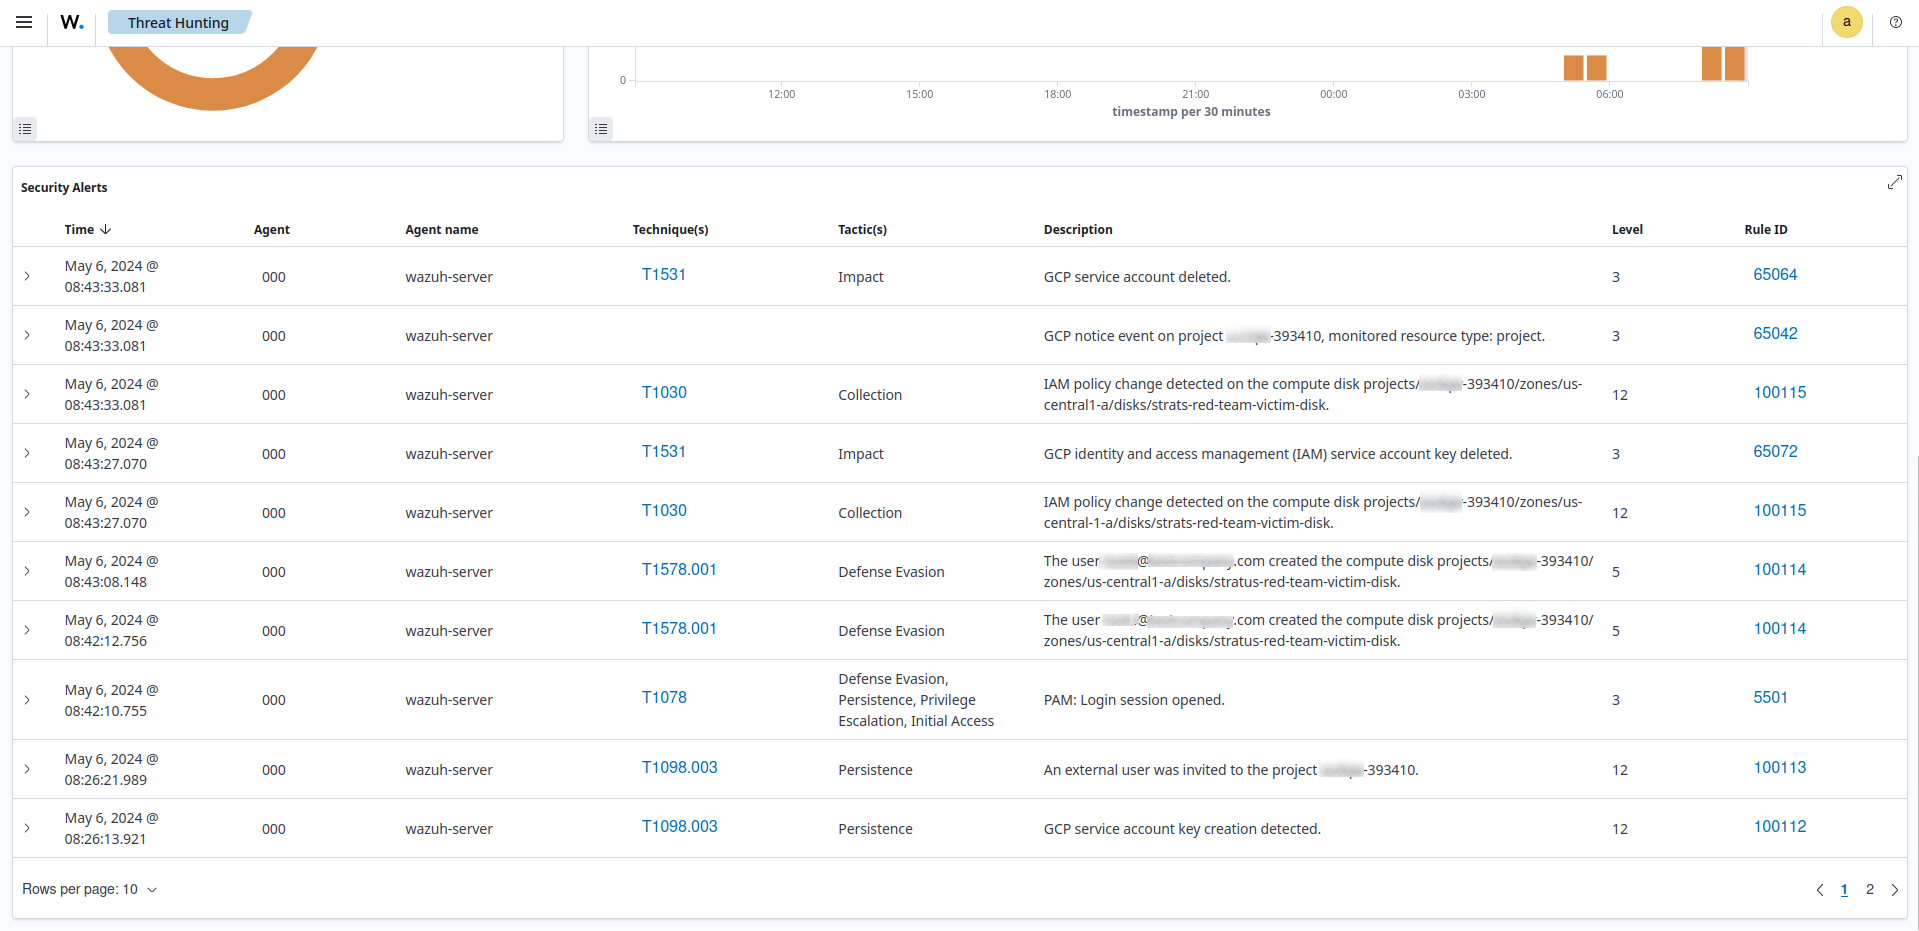 W.
Threat Hunting
a
0
12:00 15:00 18:00 21:00 00:00 03:00 06:00
timestamp per 30 minutes
Security Alerts
Time Agent Agent name Technique(s) Tactic(s) Description Level Rule ID
May 6, 2024 @
08:43:33.081
000 wazuh-server T1531 Impact GCP service account deleted. 3 65064
May 6, 2024 @
08:43:33.081
000 wazuh-server GCP notice event on project -393410, monitored resource type: project. 3 65042
May 6, 2024 @
08:43:33.081
000 wazuh-server T1030 Collection
IAM policy change detected on the compute disk projects/ -393410/zones/us-
central1-a/disks/strats-red-team-victim-disk.
12 100115
May 6, 2024 @
08:43:27.070
000 wazuh-server T1531 Impact GCP identity and access management (IAM) service account key deleted. 3 65072
May 6, 2024 @
08:43:27.070
000 wazuh-server T1030 Collection
IAM policy change detected on the compute disk projects/ -393410/zones/us-
central-1-a/disks/strats-red-team-victim-disk.
12 100115
May 6, 2024 @
08:43:08.148
000 wazuh-server T1578.001 Defense Evasion
The user @ .com created the compute disk projects/ -393410/
zones/us-central1-a/disks/stratus-red-team-victim-disk.
5 100114
May 6, 2024 @
08:42:12.756
000 wazuh-server T1578.001 Defense Evasion
The user @ .com created the compute disk projects/ -393410/
zones/us-central1-a/disks/stratus-red-team-victim-disk.
5 100114
May 6, 2024 @
08:42:10.755
000 wazuh-server T1078
Defense Evasion,
Persistence, Privilege
Escalation, Initial Access
PAM: Login session opened. 3 5501
May 6, 2024 @
08:26:21.989
000 wazuh-server T1098.003 Persistence An external user was invited to the project -393410. 12 100113
May 6, 2024 @
08:26:13.921
000 wazuh-server T1098.003 Persistence GCP service account key creation detected. 12 100112
Rows per page: 10
1 2